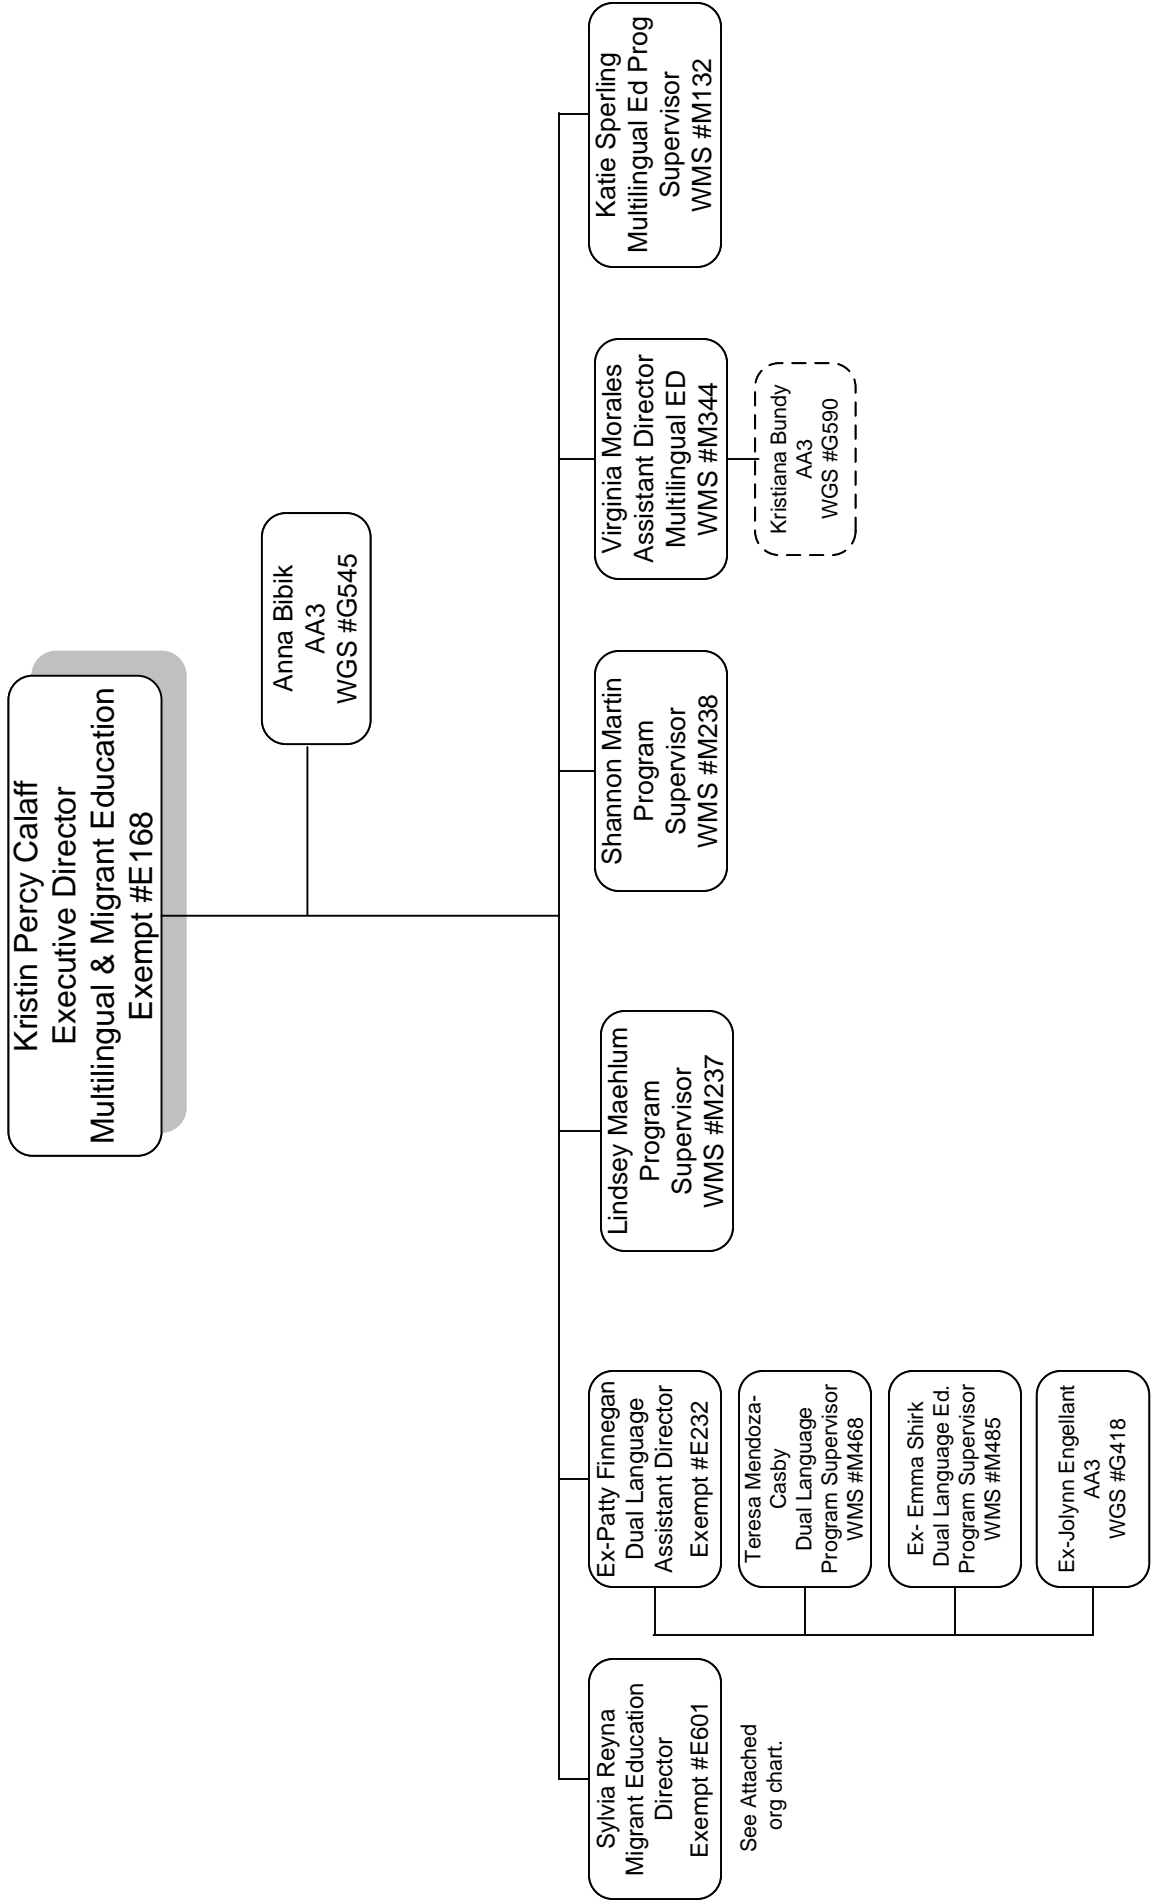 Kristin Percy Calaff
Executive Director
Multilingual & Migrant Education
Exempt #E168
Anna Bibik
AA3
WGS #G545
Sylvia Reyna
Migrant Education
Director
Exempt #E601
See Attached
org chart.
Ex-Patty Finnegan
Dual Language
Assistant Director
Exempt #E232
Teresa Mendoza-
Casby
Dual Language
Program Supervisor
WMS #M468
Ex- Emma Shirk
Dual Language Ed.
Program Supervisor
WMS #M485
Ex-Jolynn Engellant
AA3
WGS #G418
Lindsey Maehlum
Program
Supervisor
WMS #M237
Shannon Martin
Program
Supervisor
WMS #M238
Virginia Morales
Assistant Director
Multilingual ED
WMS #M344
Kristiana Bundy
AA3
WGS #G590
Katie Sperling
Multilingual Ed Prog
Supervisor
WMS #M132